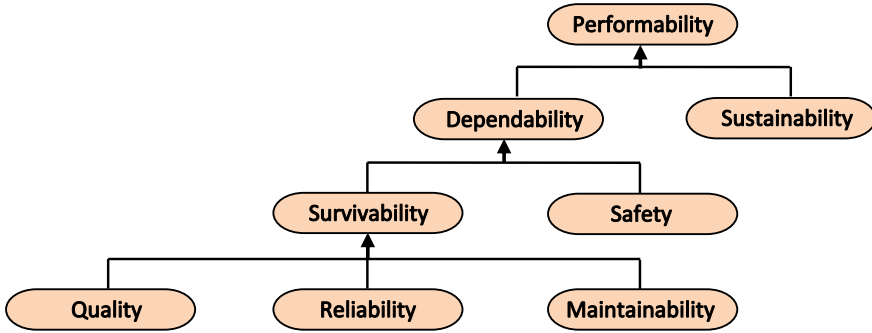 Performability
Dependability
Sustainability
Survivability
Safety
Quality
Reliability
Maintainability